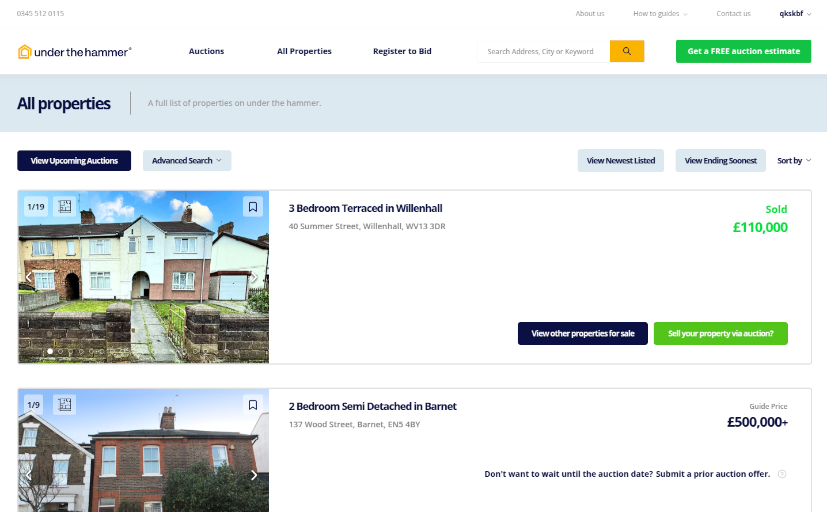 0345 512 0115
About us
How to guides
Contact us
qkskbf
under the hammer
Auctions
All Properties
Register to Bid
Search Address, City or Keyword
Get a FREE auction estimate
All properties
A full list of properties on under the hammer.
View Upcoming Auctions
Advanced Search
View Newest Listed
View Ending Soonest
Sort by
1/19
3 Bedroom Terraced in Willenhall
40 Summer Street, Willenhall, WV13 3DR
Sold
£110,000
View other properties for sale
Sell your property via auction?
1/9
2 Bedroom Semi Detached in Barnet
137 Wood Street, Barnet, EN5 4BY
Guide Price
£500,000+
Don't want to wait until the auction date? Submit a prior auction offer.